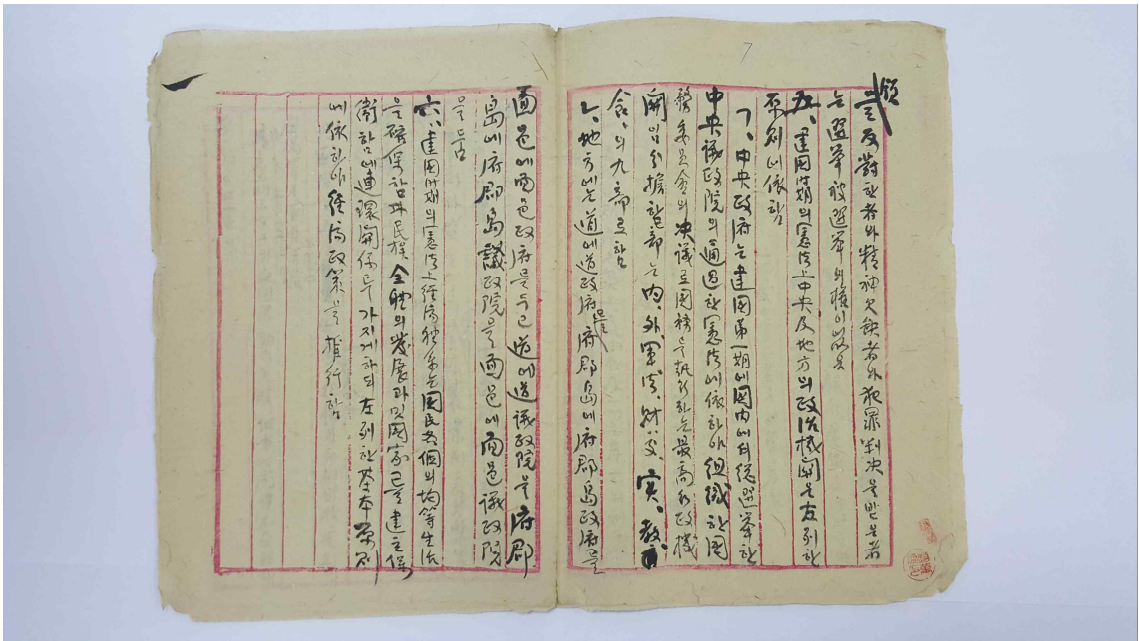 領을反對한者와精神欠缺者와犯罪判決을받은者
는選擧被選擧의權이없음
五、建國時期의憲法上中央及地方의政治機關은左列한
原則에依함
7
ㄱ、中央政府는建國第一期에國內에서總選擧한
中央議政院의通過한憲法에依하야組織한國
務委員會의決議로國務를執行하는最高行政機
關임分擔할部는內、外、軍、法、財、交、實、敎、
會、의九部로함
ㄴ、地方에는道에道政府府郡島에府郡島政府를
面邑에面邑政府를두고道에道議政院을府郡
島에府郡島議政院을面邑에面邑議政院
을둠
六、建國時期의憲法上經濟體系는國民各個의均等生活
을確保함과民族全體의發展과및國家를建立保
衛함에連環關係를가지게하되左列한基本原則
에依하야經濟政策을推行함